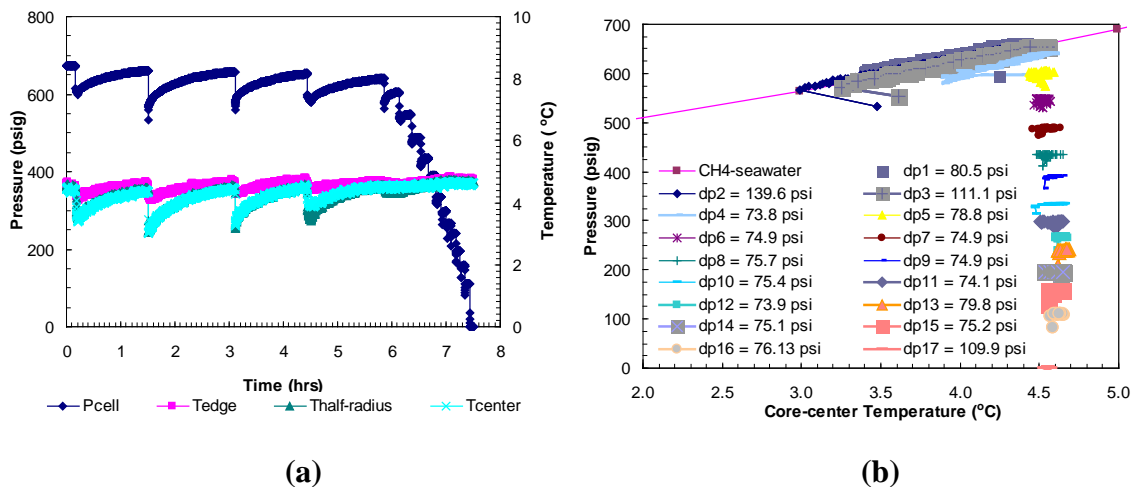 800
600
400
200
0
Pressure (psig)
0 1 2 3 4 5 6 7 8
Time (hrs)
10
8
6
4
2
0
Temperature ( °C)
Pcell Tedge Thalf-radius Tcenter
(a)
700
600
500
400
300
200
100
0
Pressure (psig)
CH4-seawater dp1 = 80.5 psi
dp2 = 139.6 psi dp3 = 111.1 psi
dp4 = 73.8 psi dp5 = 78.8 psi
dp6 = 74.9 psi dp7 = 74.9 psi
dp8 = 75.7 psi dp9 = 74.9 psi
dp10 = 75.4 psi dp11 = 74.1 psi
dp12 = 73.9 psi dp13 = 79.8 psi
dp14 = 75.1 psi dp15 = 75.2 psi
dp16 = 76.13 psi dp17 = 109.9 psi
2.0 3.0 3.5 4.0 4.5 5.0
Core-center Temperature (°C)
(b)